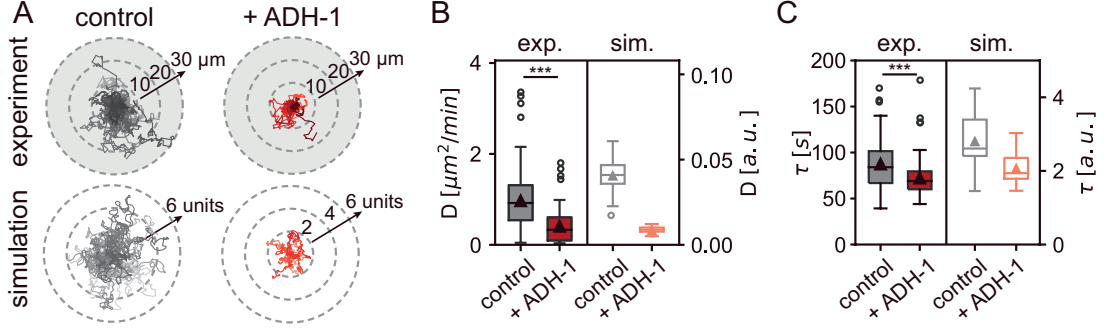 A
control
+ ADH-1
experiment
10
20
30 μm
10
20
30 μm
simulation
6 units
2
4
6 units
B
exp.
sim.
D [μm²/min]
4
2
0
***
0.10
0.05
0.00
D [a.u.]
control
+ ADH-1
control
+ ADH-1
C
exp.
sim.
τ [s]
200
150
100
50
0
***
4
2
0
τ [a.u.]
control
+ ADH-1
control
+ ADH-1